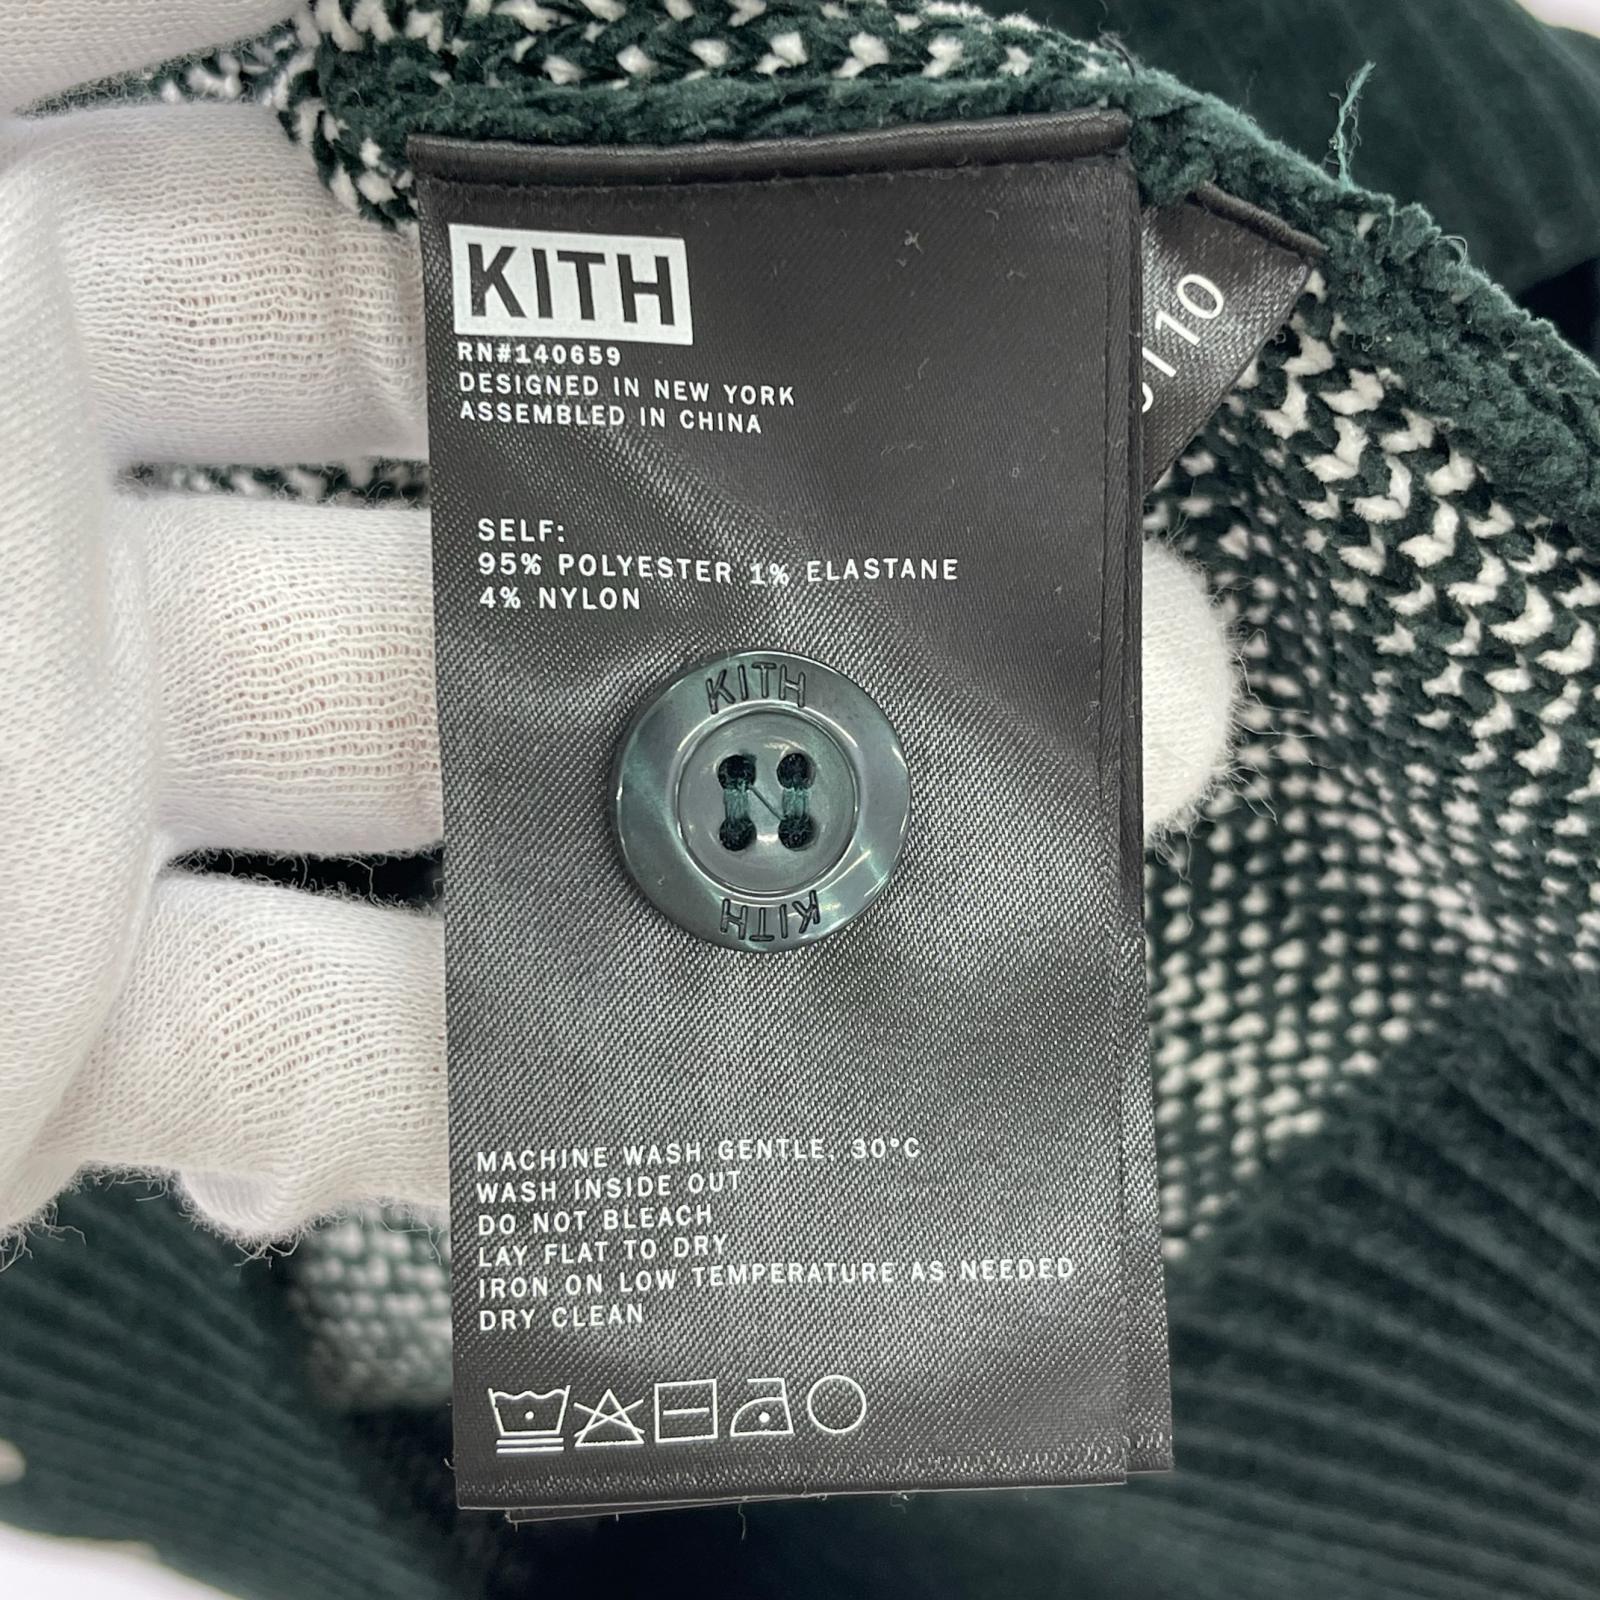 KITH
RN#140659
DESIGNED IN NEW YORK
ASSEMBLED IN CHINA
/ 10
SELF:
95% POLYESTER 1% ELASTANE
4% NYLON
KITH
KITH
MACHINE WASH GENTLE, 30°C
WASH INSIDE OUT
DO NOT BLEACH
LAY FLAT TO DRY
IRON ON LOW TEMPERATURE AS NEEDED
DRY CLEAN